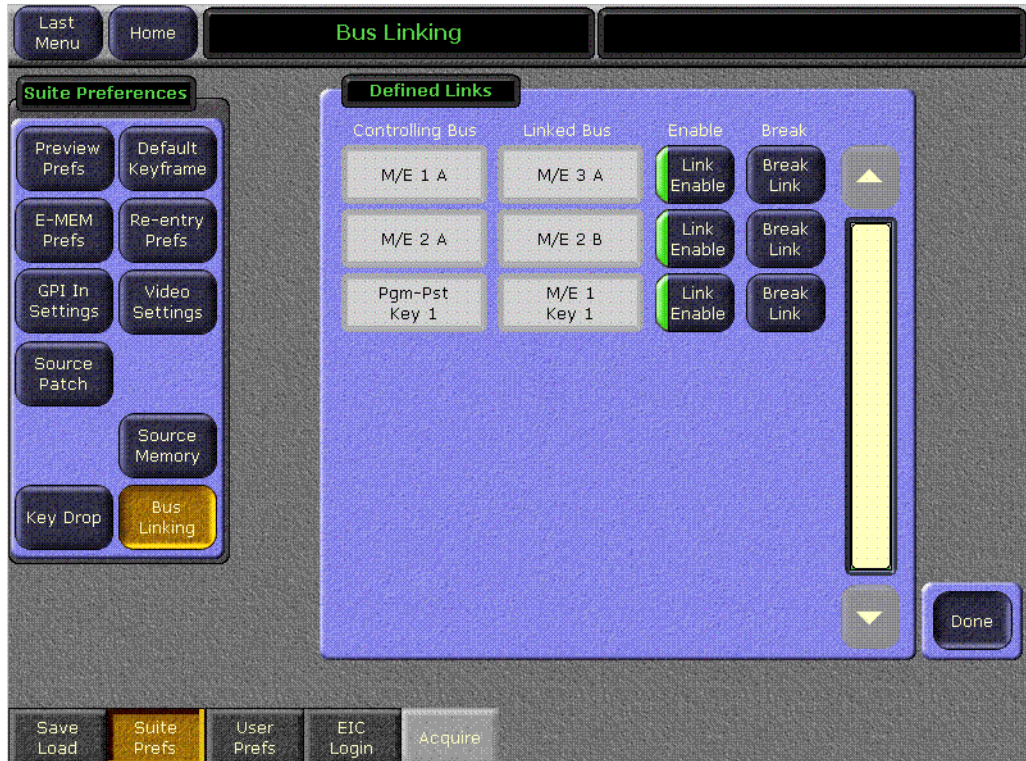 Last
Menu
Home
Bus Linking
Suite Preferences
Preview
Prefs
Default
Keyframe
E-MEM
Prefs
Re-entry
Prefs
GPI In
Settings
Video
Settings
Source
Patch
Source
Memory
Key Drop
Bus
Linking
Defined Links
Controlling Bus
Linked Bus
Enable
Break
M/E 1 A
M/E 3 A
Link
Enable
Break
Link
M/E 2 A
M/E 2 B
Link
Enable
Break
Link
Pgm-Pst
Key 1
M/E 1
Key 1
Link
Enable
Break
Link
Done
Save
Load
Suite
Prefs
User
Prefs
EIC
Login
Acquire